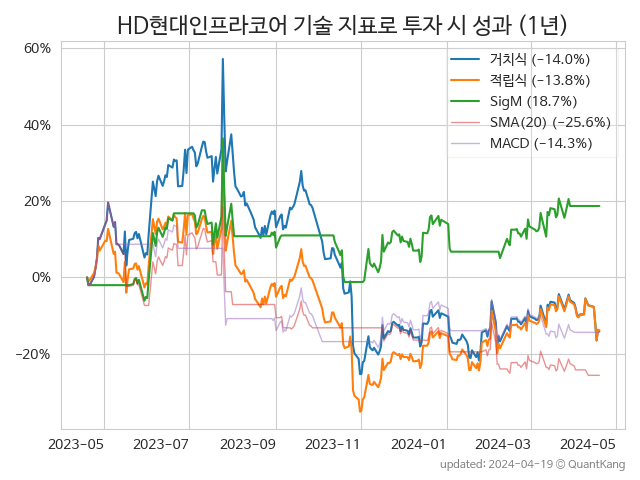 HD현대인프라코어 기술 지표로 투자 시 성과 (1년)
거치식 (−14.0%)
적립식 (−13.8%)
SigM (18.7%)
SMA(20) (−25.6%)
MACD (−14.3%)
60%
40%
20%
0%
−20%
2023-05 2023-07 2023-09 2023-11 2024-01 2024-03 2024-05
updated: 2024-04-19 © QuantKang